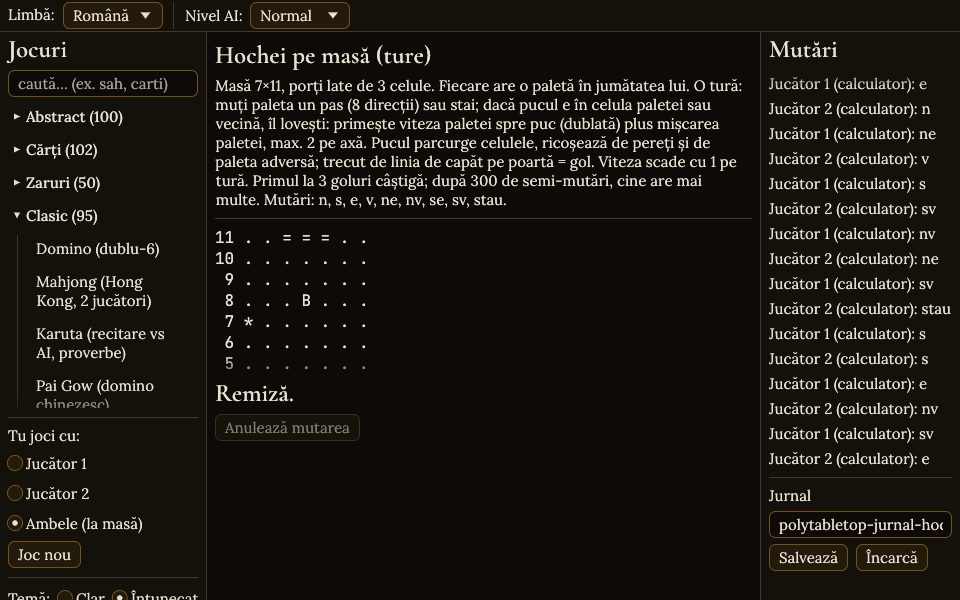 Limbă: Română ▼ Nivel AI: Normal ▼
Jocuri
caută... (ex. sah, carti)
▸ Abstract (100)
▸ Cărți (102)
▸ Zaruri (50)
▾ Clasic (95)
Domino (dublu-6)
Mahjong (Hong
Kong, 2 jucători)
Karuta (recitare vs
AI, proverbe)
Pai Gow (domino
chinezesc)
Tu joci cu:
Jucător 1
Jucător 2
Ambele (la masă)
Joc nou
Temă: Clar Întunecat
Hochei pe masă (ture)
Masă 7×11, porți late de 3 celule. Fiecare are o paletă în jumătatea lui. O tură:
muți paleta un pas (8 direcții) sau stai; dacă pucul e în celula paletei sau
vecină, îl lovești: primește viteza paletei spre puc (dublată) plus mișcarea
paletei, max. 2 pe axă. Pucul parcurge celulele, ricoșează de pereți și de
paleta adversă; trecut de linia de capăt pe poartă = gol. Viteza scade cu 1 pe
tură. Primul la 3 goluri câștigă; după 300 de semi-mutări, cine are mai
multe. Mutări: n, s, e, v, ne, nv, se, sv, stau.
11 . . = = = . .
10 . . . . . . .
9 . . . . . . .
8 . . . B . . .
7 * . . . . . .
6 . . . . . . .
5 . . . . . . .
Remiză.
Anulează mutarea
Mutări
Jucător 1 (calculator): e
Jucător 2 (calculator): n
Jucător 1 (calculator): ne
Jucător 2 (calculator): v
Jucător 1 (calculator): s
Jucător 2 (calculator): sv
Jucător 1 (calculator): nv
Jucător 2 (calculator): ne
Jucător 1 (calculator): sv
Jucător 2 (calculator): stau
Jucător 1 (calculator): s
Jucător 2 (calculator): s
Jucător 1 (calculator): e
Jucător 2 (calculator): nv
Jucător 1 (calculator): sv
Jucător 2 (calculator): e
Jurnal
polytabletop-jurnal-hoc
Salvează Încarcă